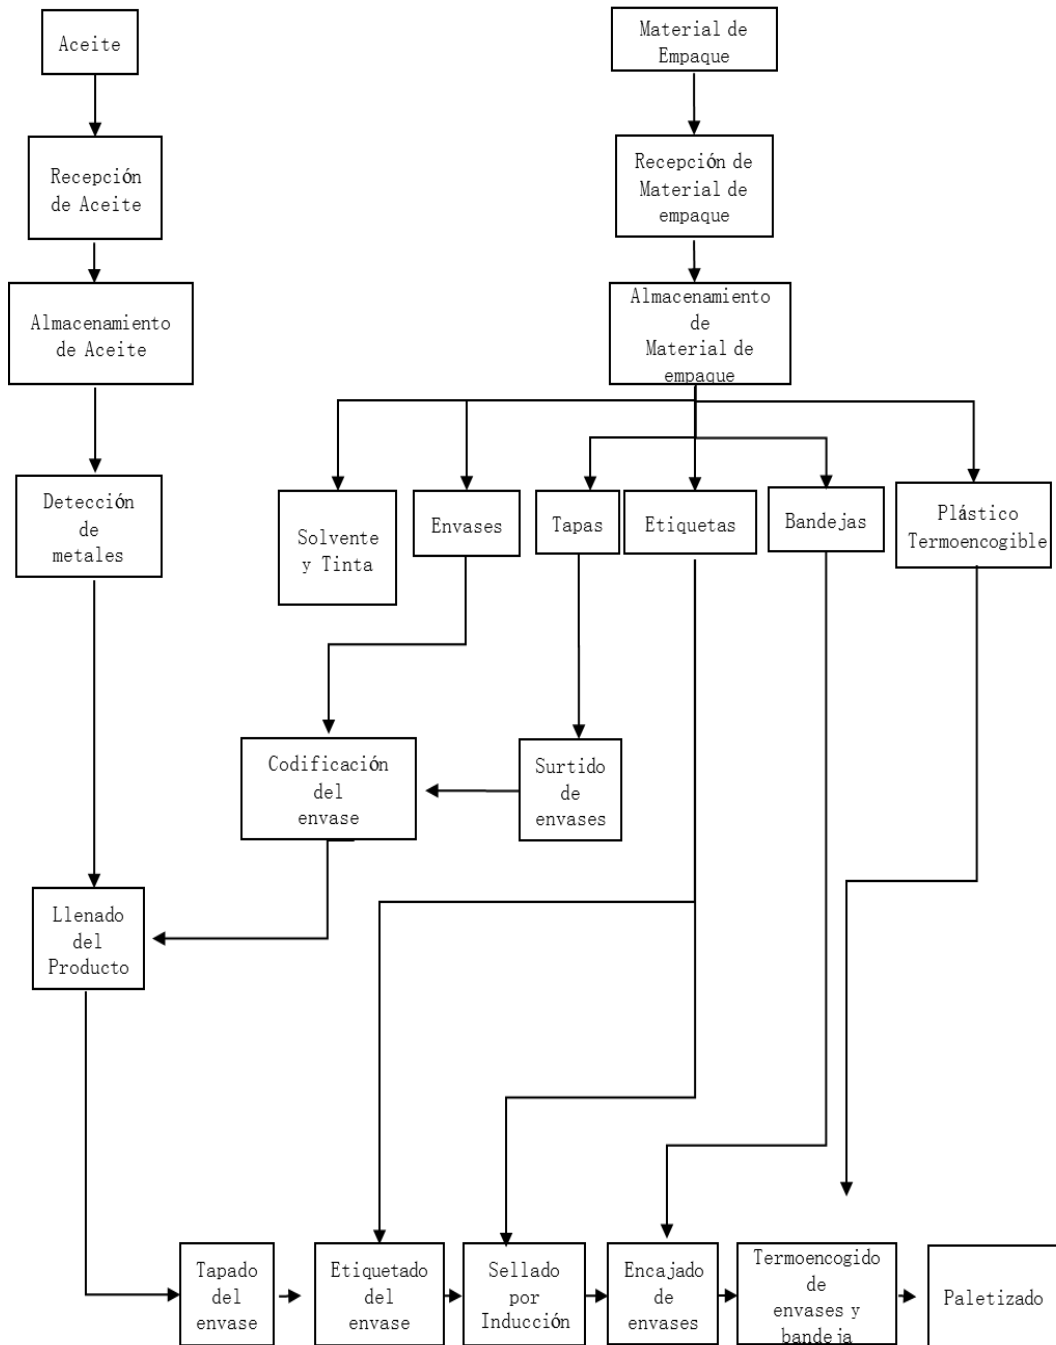 Aceite
Material de
Empaque
Recepción
de Aceite
Recepción de
Material de
empaque
Almacenamiento
de Aceite
Almacenamiento
de
Material de
empaque
Detección
de
metales
Solvente
y Tinta
Envases
Tapas
Etiquetas
Bandejas
Plástico
Termoencogible
Codificación
del
envase
Surtido
de
envases
Llenado
del
Producto
Tapado
del
envase
Etiquetado
del
envase
Sellado
por
Inducción
Encajado
de
envases
Termoencogido
de
envases y
bandeja
Paletizado